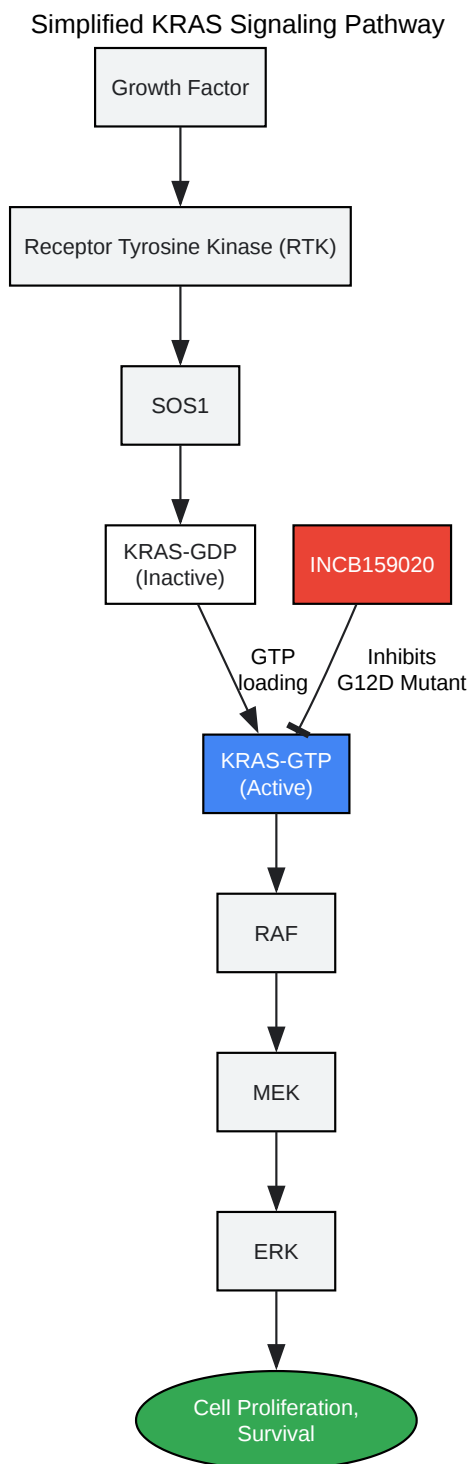 Simplified KRAS Signaling Pathway
Growth Factor
Receptor Tyrosine Kinase (RTK)
SOS1
KRAS-GDP
(Inactive)
INCB159020
GTP
loading
Inhibits
G12D Mutant
KRAS-GTP
(Active)
RAF
MEK
ERK
Cell Proliferation,
Survival